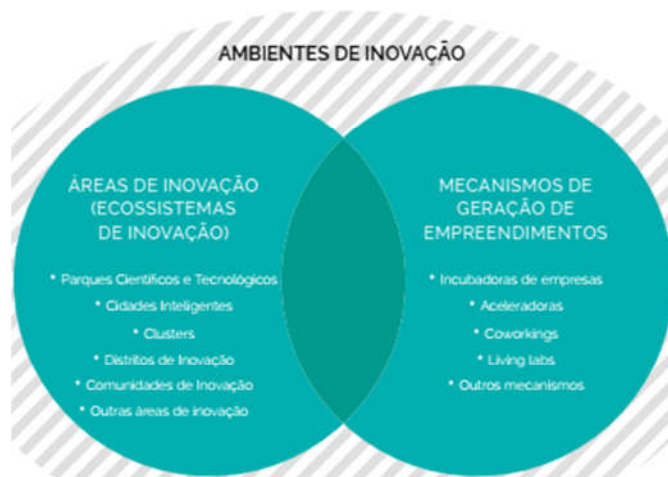 AMBIENTES DE INOVAÇÃO
ÁREAS DE INOVAÇÃO
(ECOSSISTEMAS
DE INOVAÇÃO)
* Parques Científicos e Tecnológicos
* Cidades Inteligentes
* Clusters
* Distritos de Inovação
* Comunidades de Inovação
* Outras áreas de inovação
MECANISMOS DE
GERAÇÃO DE
EMPREENDIMENTOS
* Incubadoras de empresas
* Aceleradoras
* Coworkings
* Living labs
* Outros mecanismos